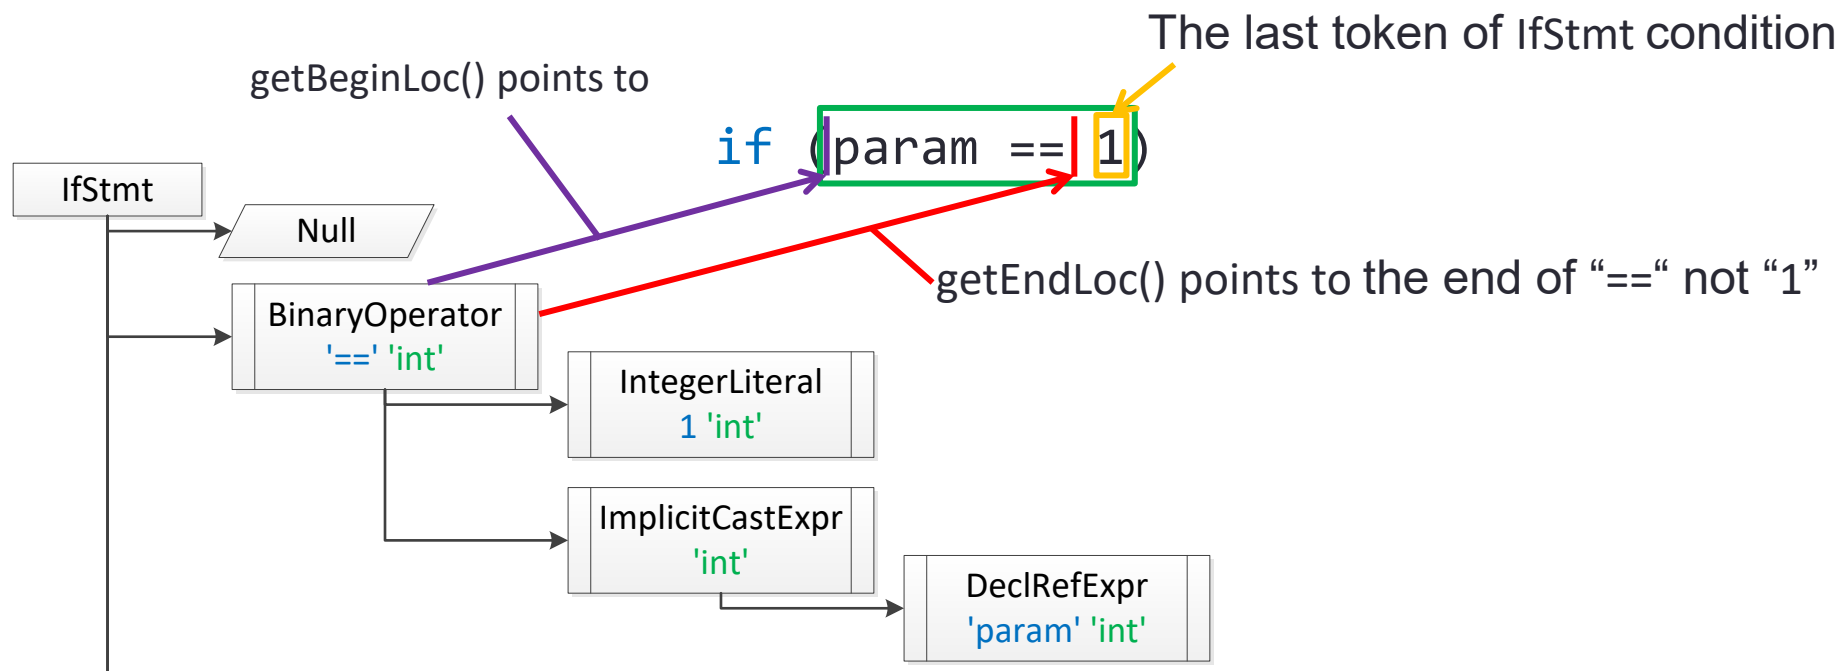 The last token of IfStmt condition
getBeginLoc() points to
if (param == 1)
IfStmt
Null
getEndLoc() points to the end of “==“ not “1”
BinaryOperator
'==' 'int'
IntegerLiteral
1 'int'
ImplicitCastExpr
'int'
DeclRefExpr
'param' 'int'